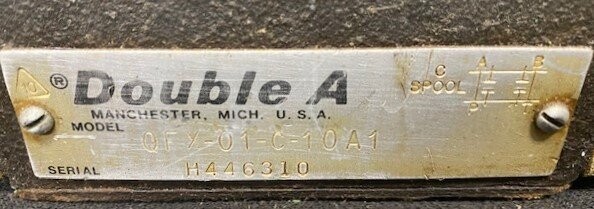 ® Double A
MANCHESTER, MICH. U.S.A.
MODEL QFX-01-C-10A1
SERIAL H446310
C
SPOOL
A B
P T